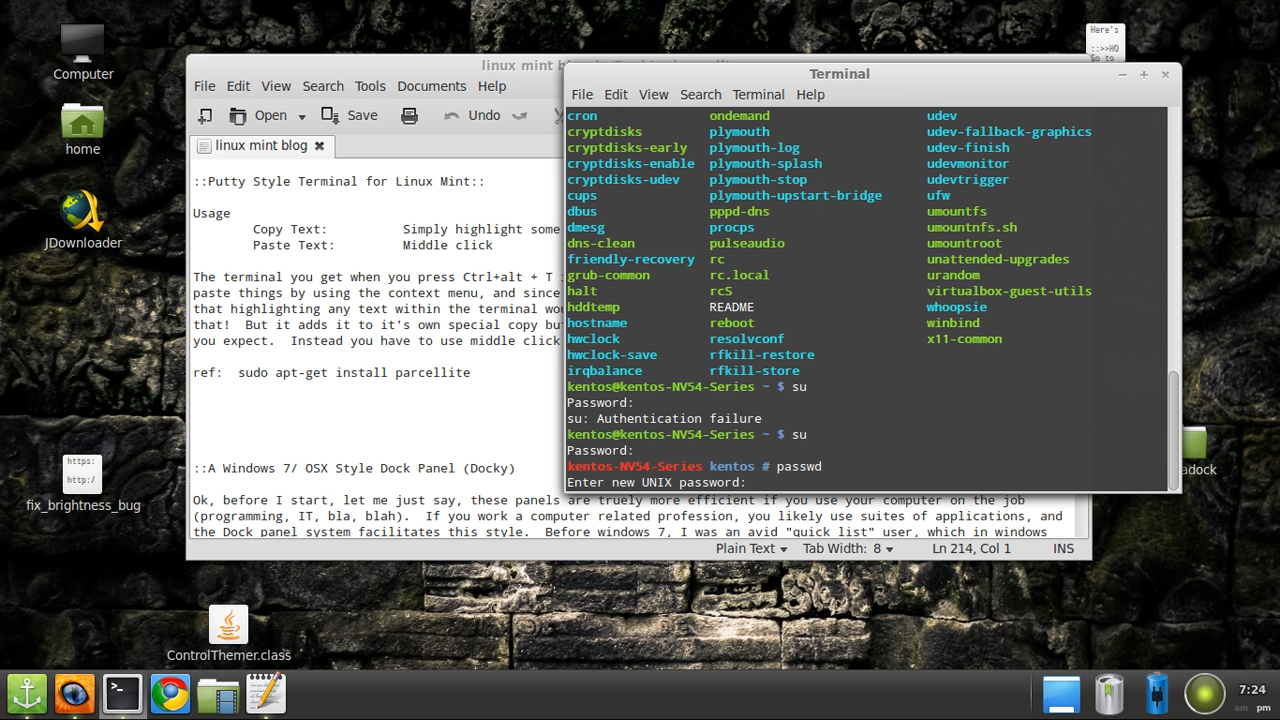 Computer
home
JDownloader
https:
http:/
fix_brightness_bug
ControlThemer.class
Here's
::>>HO
Go to
adock
linux mint b
File Edit View Search Tools Documents Help
Open Save Undo
linux mint blog
::Putty Style Terminal for Linux Mint::
Usage
Copy Text: Simply highlight some
Paste Text: Middle click
The terminal you get when you press Ctrl+alt + T
paste things by using the context menu, and since
that highlighting any text within the terminal wou
that! But it adds it to it's own special copy bu
you expect. Instead you have to use middle click
ref: sudo apt-get install parcellite
::A Windows 7/ OSX Style Dock Panel (Docky)
Ok, before I start, let me just say, these panels are truely more efficient if you use your computer on the job
(programming, IT, bla, blah). If you work a computer related profession, you likely use suites of applications, and
the Dock panel system facilitates this style. Before windows 7, I was an avid "quick list" user, which in windows
Plain Text Tab Width: 8 Ln 214, Col 1 INS
Terminal
File Edit View Search Terminal Help
cron ondemand udev
cryptdisks plymouth udev-fallback-graphics
cryptdisks-early plymouth-log udev-finish
cryptdisks-enable plymouth-splash udevmonitor
cryptdisks-udev plymouth-stop udevtrigger
cups plymouth-upstart-bridge ufw
dbus pppd-dns umountfs
dmesg procps umountnfs.sh
dns-clean pulseaudio umountroot
friendly-recovery rc unattended-upgrades
grub-common rc.local urandom
halt rcS virtualbox-guest-utils
hddtemp README whoopsie
hostname reboot winbind
hwclock resolvconf x11-common
hwclock-save rfkill-restore
irqbalance rfkill-store
kentos@kentos-NV54-Series ~ $ su
Password:
su: Authentication failure
kentos@kentos-NV54-Series ~ $ su
Password:
kentos-NV54-Series kentos # passwd
Enter new UNIX password:
7:24
am pm